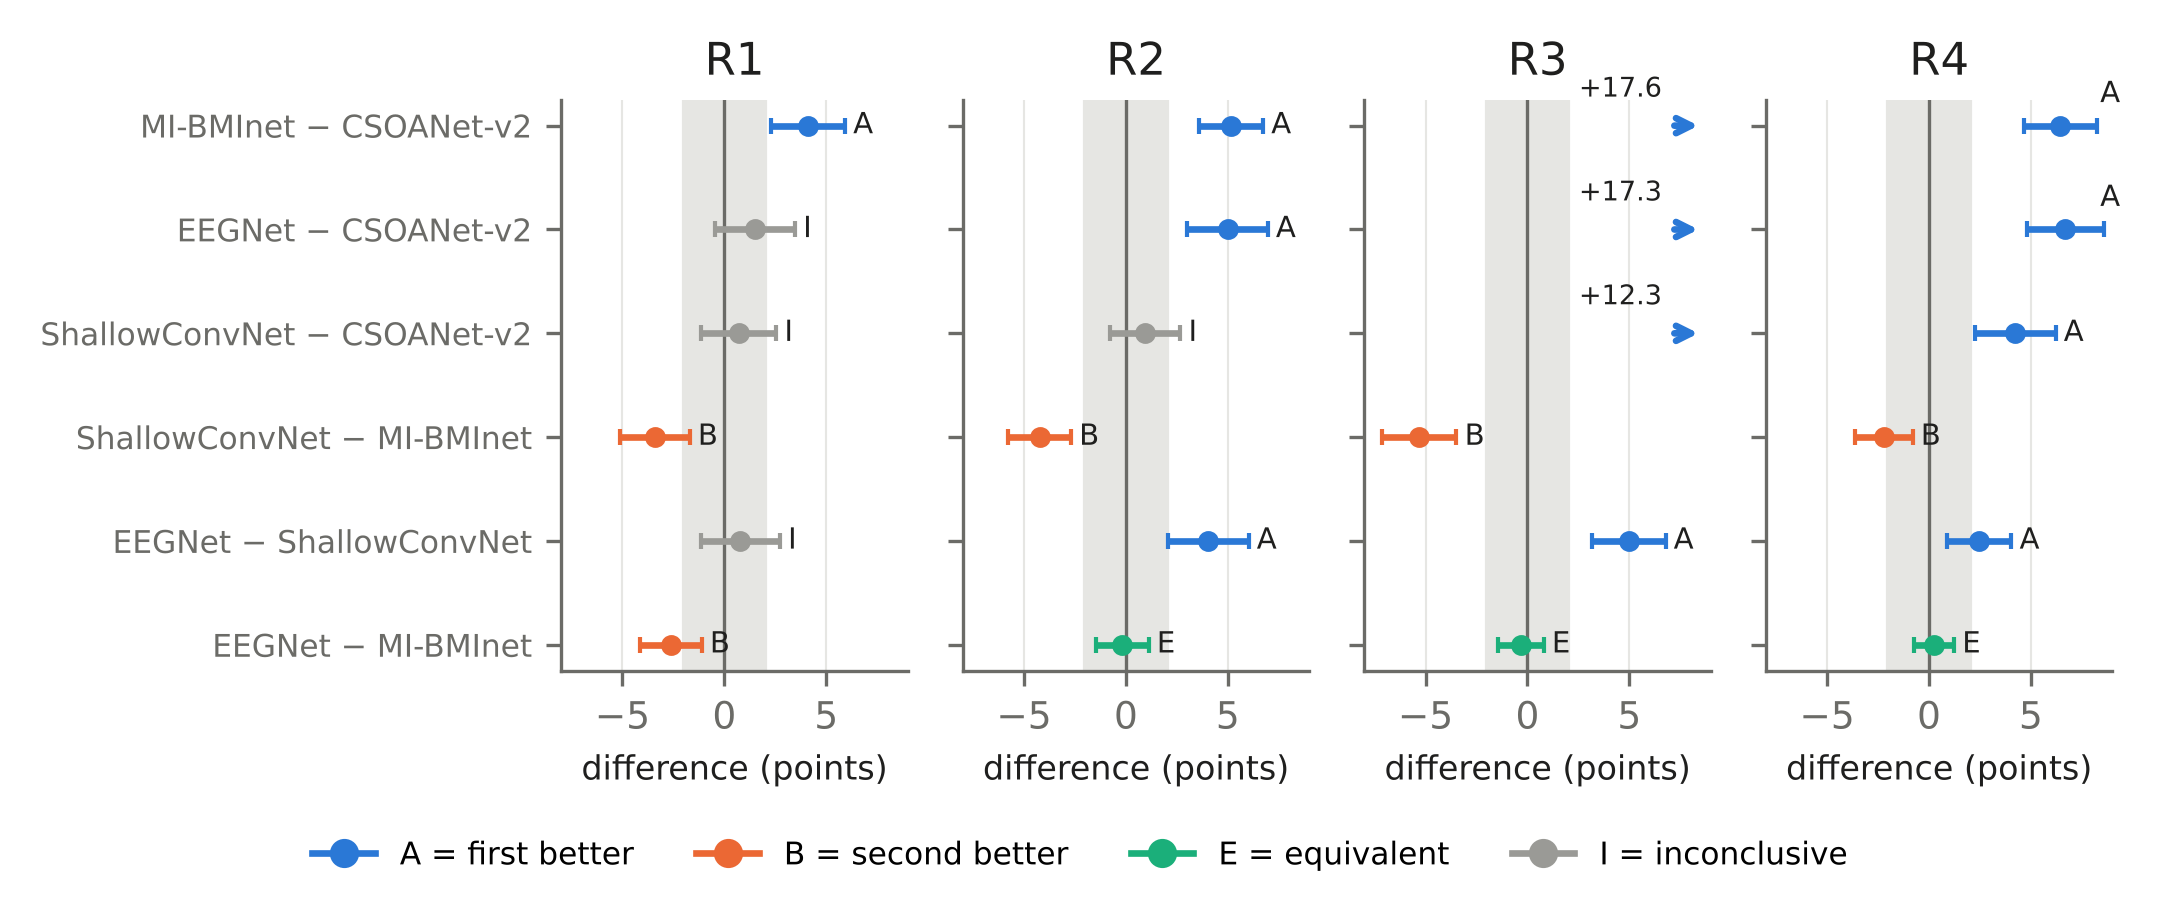 R1 R2 R3 R4
MI-BMInet − CSOANet-v2 A A +17.6 A
EEGNet − CSOANet-v2 I A +17.3 A
ShallowConvNet − CSOANet-v2 I I +12.3 A
ShallowConvNet − MI-BMInet B B B B
EEGNet − ShallowConvNet I A A A
EEGNet − MI-BMInet B E E E
−5 0 5 −5 0 5 −5 0 5 −5 0 5
difference (points) difference (points) difference (points) difference (points)
A = first better B = second better E = equivalent I = inconclusive